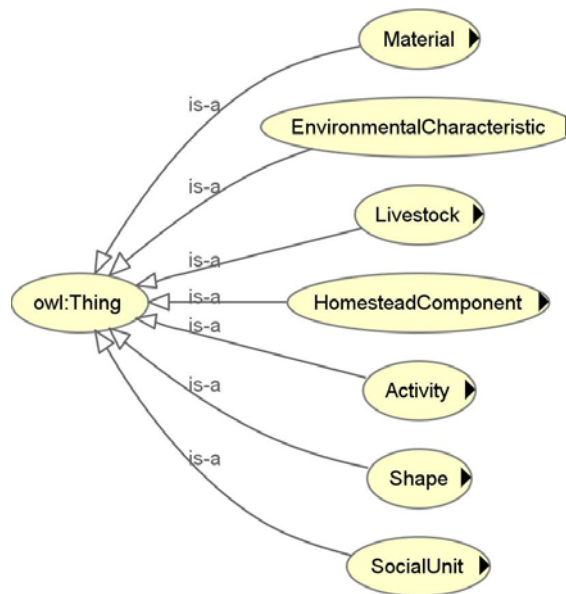 Material
is-a
EnvironmentalCharacteristic
is-a
Livestock
is-a
owl:Thing
is-a
HomesteadComponent
is-a
Activity
is-a
Shape
is-a
SocialUnit